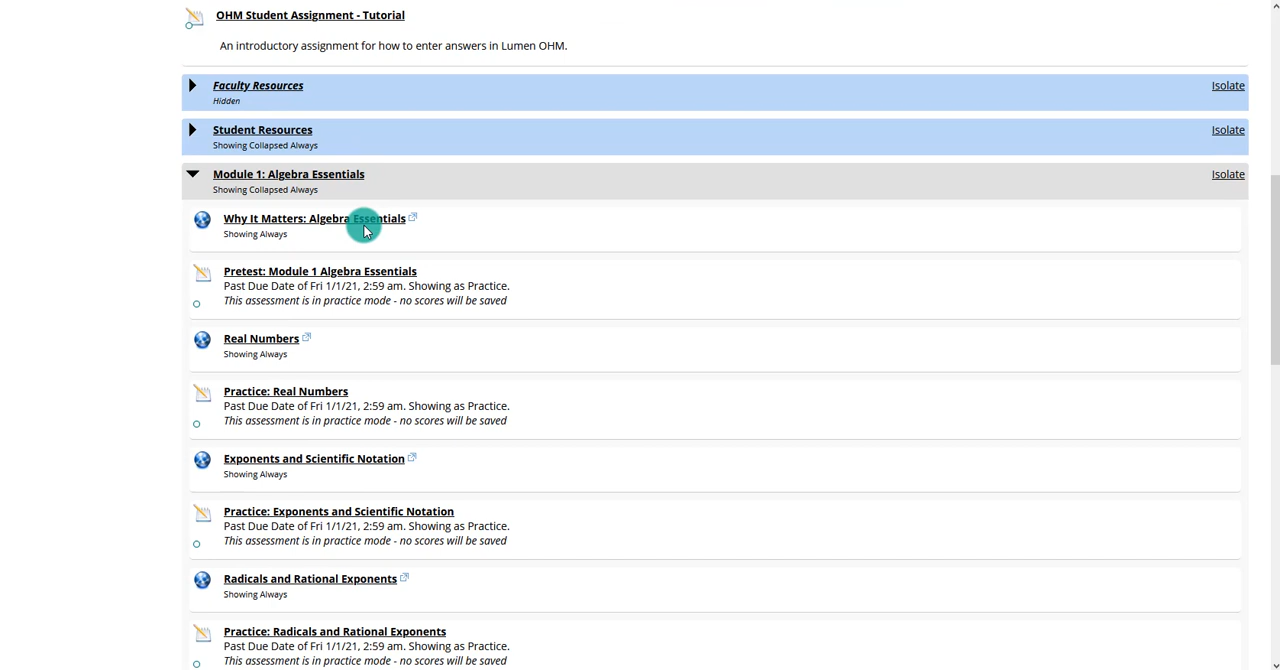 OHM Student Assignment - Tutorial
An introductory assignment for how to enter answers in Lumen OHM.
Faculty Resources
Isolate
Hidden
Student Resources
Isolate
Showing Collapsed Always
Module 1: Algebra Essentials
Isolate
Showing Collapsed Always
Why It Matters: Algebra Essentials
Showing Always
Pretest: Module 1 Algebra Essentials
Past Due Date of Fri 1/1/21, 2:59 am. Showing as Practice.
This assessment is in practice mode - no scores will be saved
Real Numbers
Showing Always
Practice: Real Numbers
Past Due Date of Fri 1/1/21, 2:59 am. Showing as Practice.
This assessment is in practice mode - no scores will be saved
Exponents and Scientific Notation
Showing Always
Practice: Exponents and Scientific Notation
Past Due Date of Fri 1/1/21, 2:59 am. Showing as Practice.
This assessment is in practice mode - no scores will be saved
Radicals and Rational Exponents
Showing Always
Practice: Radicals and Rational Exponents
Past Due Date of Fri 1/1/21, 2:59 am. Showing as Practice.
This assessment is in practice mode - no scores will be saved